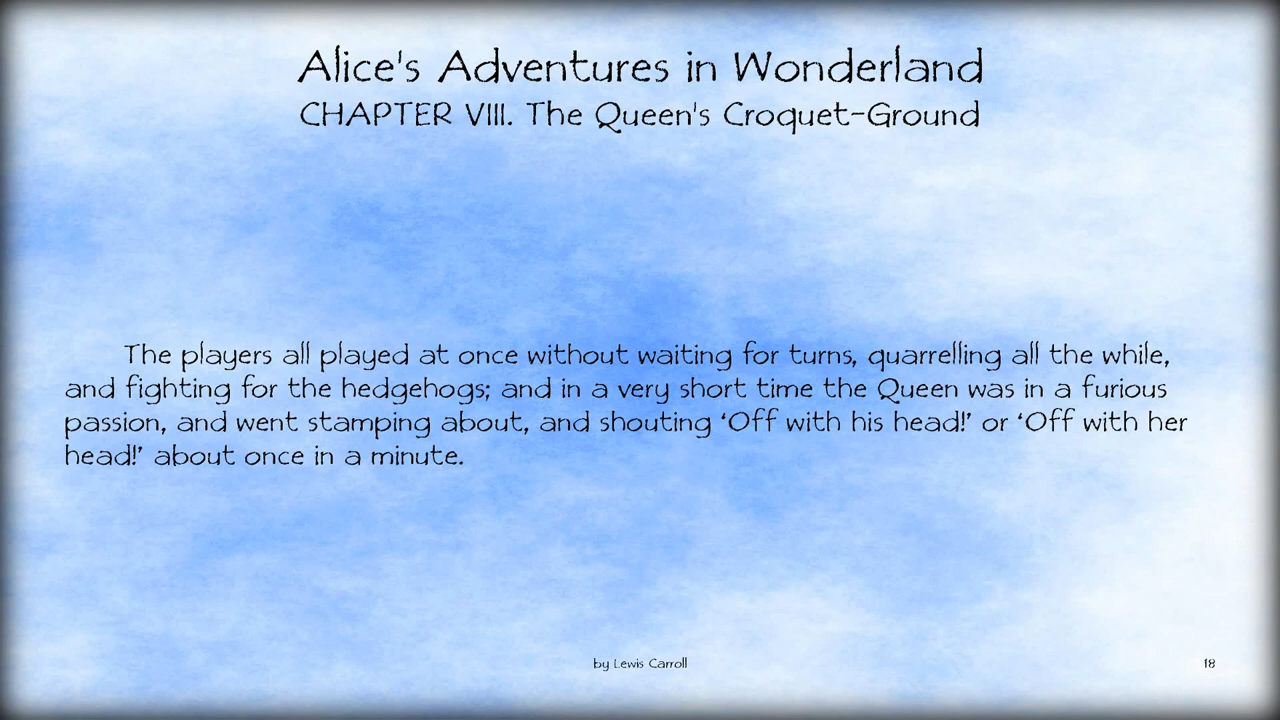 Alice's Adventures in Wonderland
CHAPTER VIII. The Queen's Croquet-Ground
The players all played at once without waiting for turns, quarrelling all the while,
and fighting for the hedgehogs; and in a very short time the Queen was in a furious
passion, and went stamping about, and shouting ‘Off with his head!’ or ‘Off with her
head!’ about once in a minute.
by Lewis Carroll
18